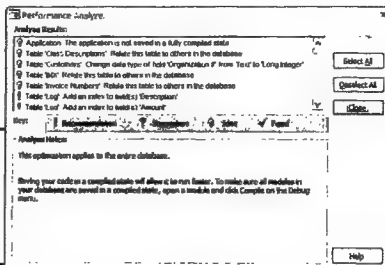 Performance Analyzer
Analysis Results:
Application The application is not saved in a fully compiled state
Table 'Cost Descriptions' Relate this table to others in the database
Table Change data type of field 'Organization #' from 'Text' to 'Long Integer'
Table Relate this table to others in the database
Table 'Invoice Numbers' Relate this table to others in the database
Table 'Log' Add an index to field(s) 'Description'
Table 'Log' Add an index to field(s) 'Amount'
Select All
Deselect All
Close
Key: Idea Fixed
Analysis Notes:
This optimization applies to the entire database.
Storing your code in a compiled state will allow it to run faster. To make sure all modules in
your database are saved in a compiled state, open a module and click Compile on the Debug
menu.
Help